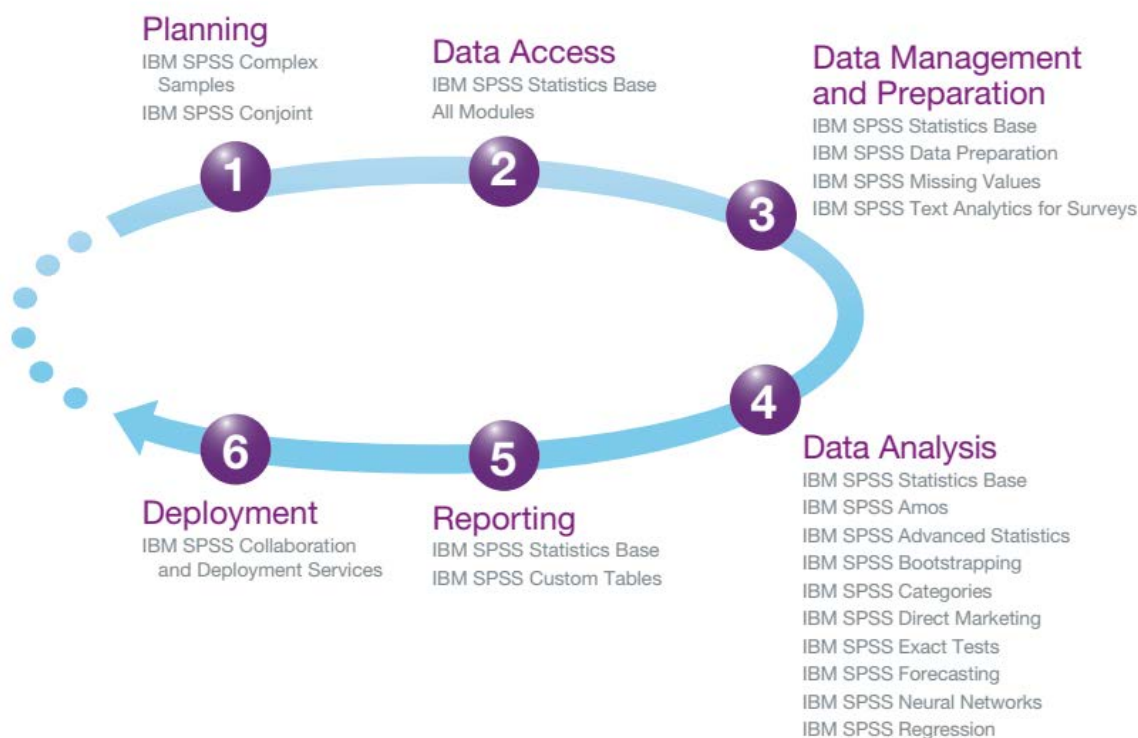 1
Planning
IBM SPSS Complex
Samples
IBM SPSS Conjoint
2
Data Access
IBM SPSS Statistics Base
All Modules
3
Data Management
and Preparation
IBM SPSS Statistics Base
IBM SPSS Data Preparation
IBM SPSS Missing Values
IBM SPSS Text Analytics for Surveys
4
Data Analysis
IBM SPSS Statistics Base
IBM SPSS Amos
IBM SPSS Advanced Statistics
IBM SPSS Bootstrapping
IBM SPSS Categories
IBM SPSS Direct Marketing
IBM SPSS Exact Tests
IBM SPSS Forecasting
IBM SPSS Neural Networks
IBM SPSS Regression
5
Reporting
IBM SPSS Statistics Base
IBM SPSS Custom Tables
6
Deployment
IBM SPSS Collaboration
and Deployment Services